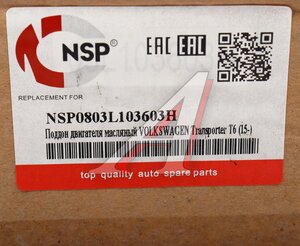 NSP®
EAC EAC
REPLACEMENT FOR
NSP0803L103603H
Поддон двигателя масляный VOLKSWAGEN Transporter T6 (15-)
top quality auto spare parts